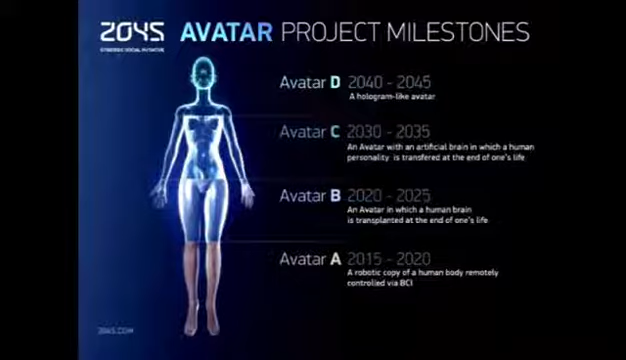 2045 AVATAR PROJECT MILESTONES
STRATEGIC SOCIAL INITIATIVE
Avatar D 2040 - 2045
A hologram-like avatar
Avatar C 2030 - 2035
An Avatar with an artificial brain in which a human
personality is transfered at the end of one's life
Avatar B 2020 - 2025
An Avatar in which a human brain
is transplanted at the end of one's life
Avatar A 2015 - 2020
A robotic copy of a human body remotely
controlled via BCI
2045.COM